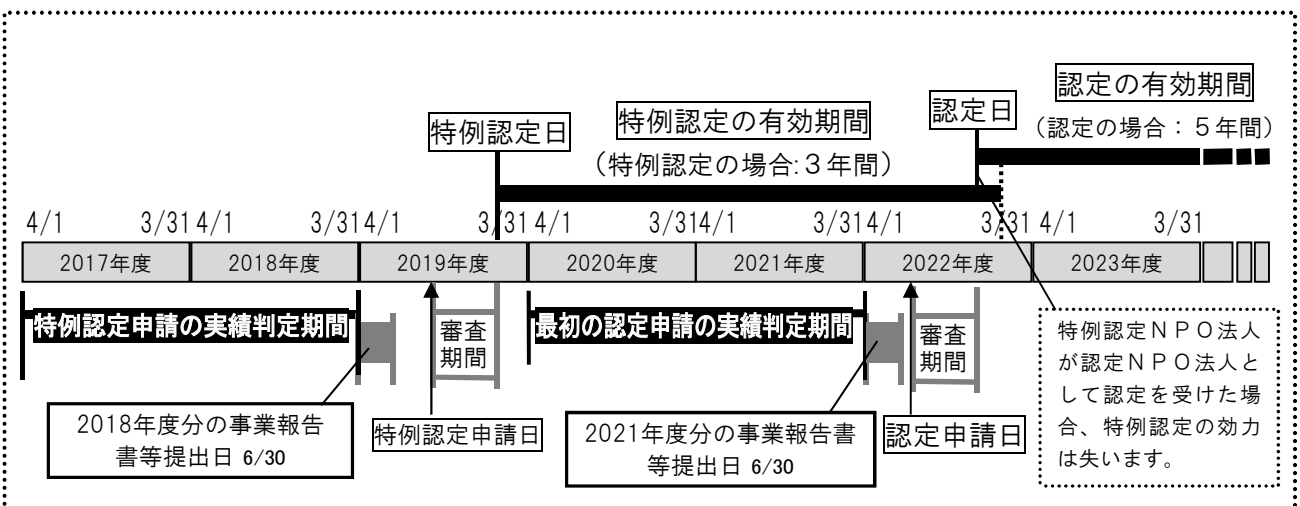 認定の有効期間
（認定の場合：５年間）
認定日
特例認定の有効期間
（特例認定の場合:３年間）
特例認定日
4/1 3/31 4/1 3/31 4/1 3/31 4/1 3/31 4/1 3/31 4/1 3/31 4/1 3/31
2017年度 2018年度 2019年度 2020年度 2021年度 2022年度 2023年度
特例認定申請の実績判定期間
審査
期間
最初の認定申請の実績判定期間
審査
期間
特例認定ＮＰＯ法人
が認定ＮＰＯ法人と
して認定を受けた場
合、特例認定の効力
は失います。
2018年度分の事業報告
書等提出日 6/30
特例認定申請日
2021年度分の事業報告書
等提出日 6/30
認定申請日